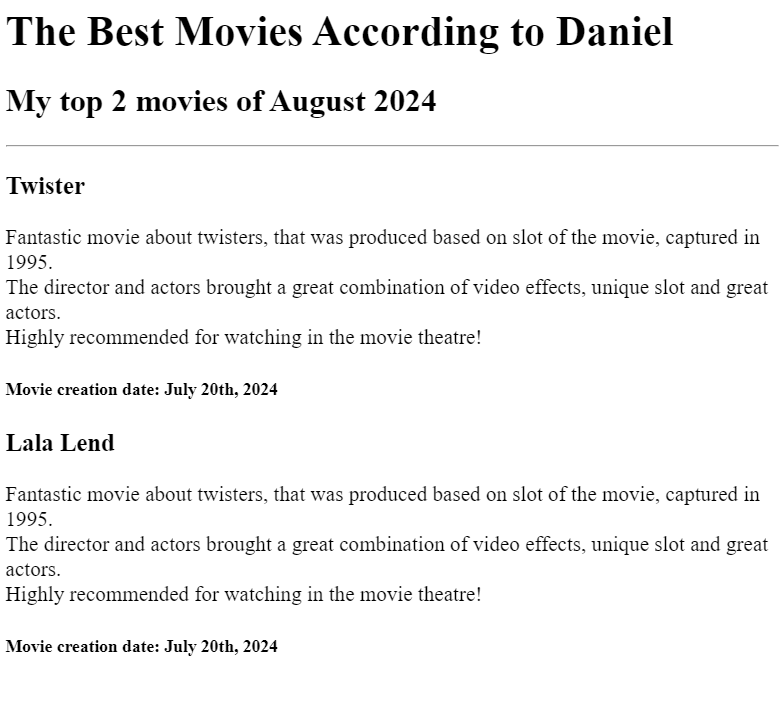 The Best Movies According to Daniel
My top 2 movies of August 2024
Twister
Fantastic movie about twisters, that was produced based on slot of the movie, captured in
1995.
The director and actors brought a great combination of video effects, unique slot and great
actors.
Highly recommended for watching in the movie theatre!
Movie creation date: July 20th, 2024
Lala Lend
Fantastic movie about twisters, that was produced based on slot of the movie, captured in
1995.
The director and actors brought a great combination of video effects, unique slot and great
actors.
Highly recommended for watching in the movie theatre!
Movie creation date: July 20th, 2024